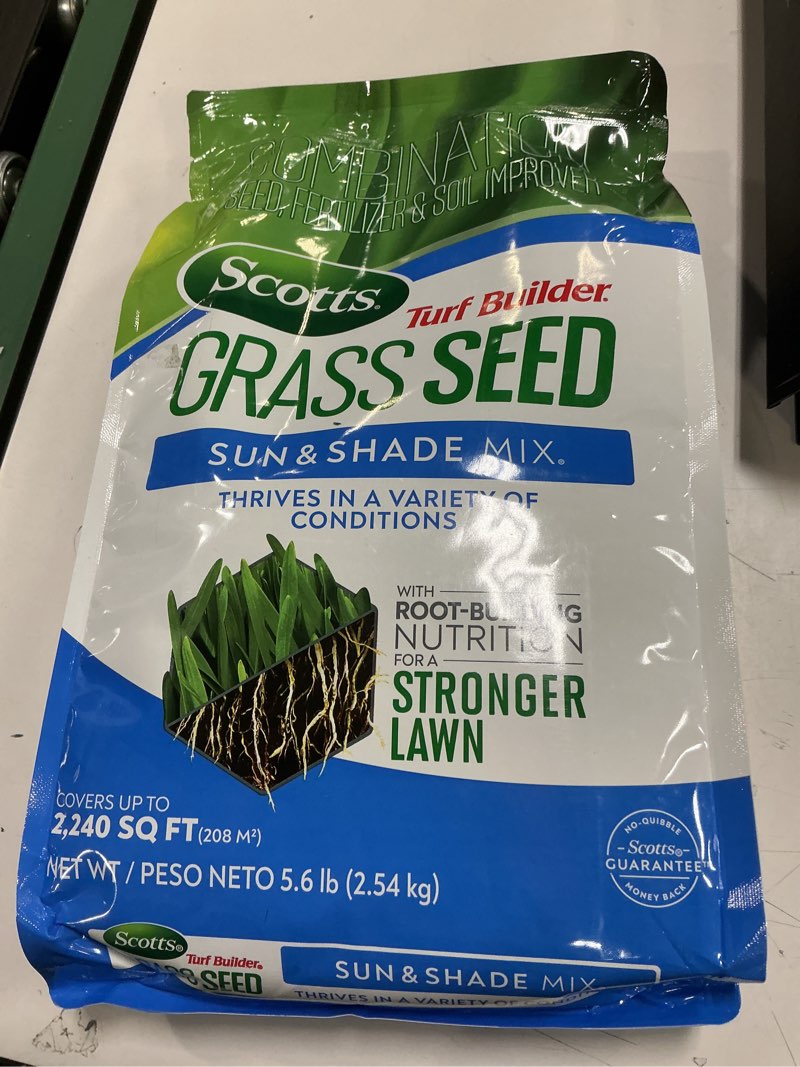 COMBINATION
SEED, FERTILIZER & SOIL IMPROVER
Scotts®
Turf Builder®
GRASS SEED
SUN & SHADE MIX®
THRIVES IN A VARIETY OF
CONDITIONS
WITH
ROOT-BUILDING
NUTRITION
FOR A
STRONGER
LAWN
COVERS UP TO
2,240 SQ FT (208 M²)
NET WT / PESO NETO 5.6 lb (2.54 kg)
NO-QUIBBLE
Scotts®
GUARANTEE
MONEY BACK
Scotts®
Turf Builder®
SEED
SUN & SHADE MIX
THRIVES IN A VARIETY OF